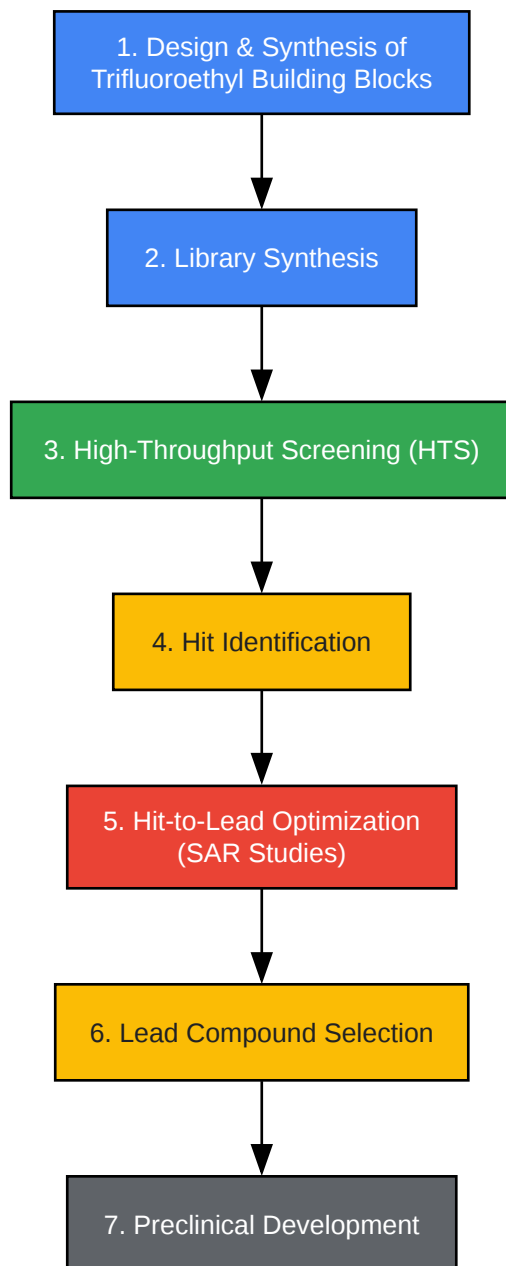 1. Design & Synthesis of
Trifluoroethyl Building Blocks
2. Library Synthesis
3. High-Throughput Screening (HTS)
4. Hit Identification
5. Hit-to-Lead Optimization
(SAR Studies)
6. Lead Compound Selection
7. Preclinical Development